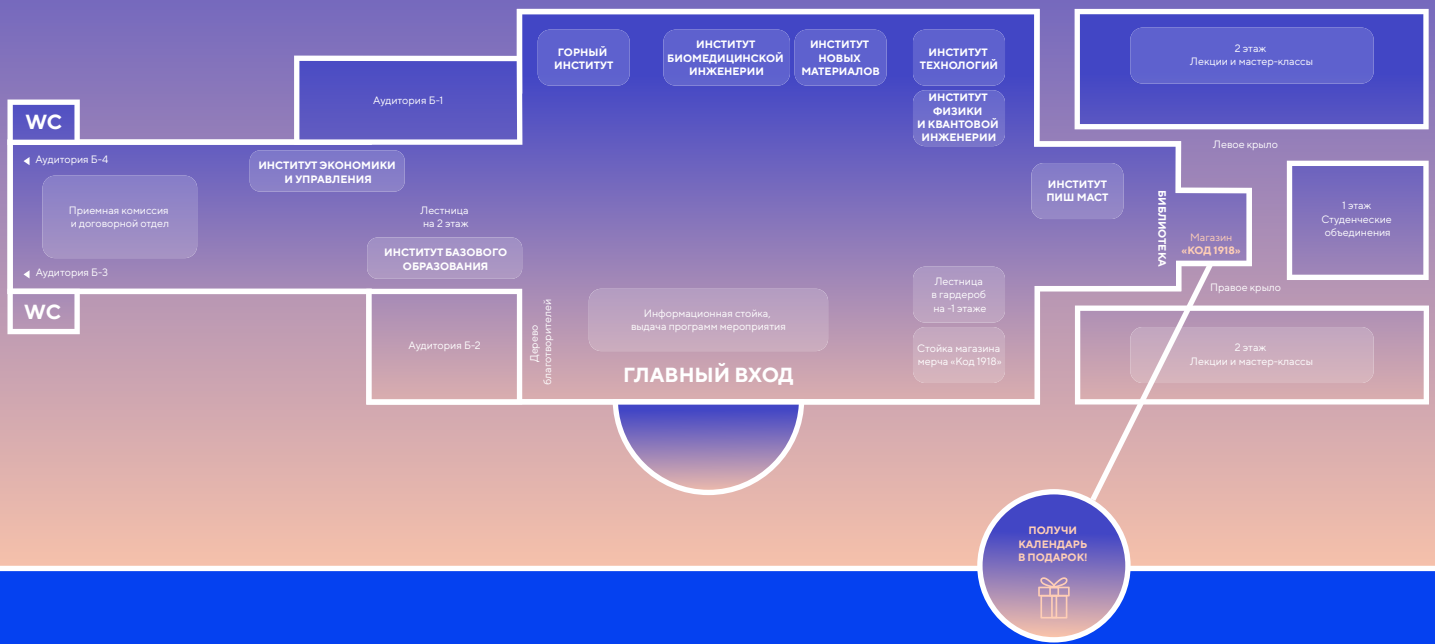 ГОРНЫЙ
ИНСТИТУТ
ИНСТИТУТ
БИОМЕДИЦИНСКОЙ
ИНЖЕНЕРИИ
ИНСТИТУТ
НОВЫХ
МАТЕРИАЛОВ
ИНСТИТУТ
ТЕХНОЛОГИЙ
ИНСТИТУТ
ФИЗИКИ
И КВАНТОВОЙ
ИНЖЕНЕРИИ
2 этаж
Лекции и мастер-классы
Аудитория Б-1
WC
Аудитория Б-4
Приемная комиссия
и договорной отдел
Аудитория Б-3
WC
ИНСТИТУТ ЭКОНОМИКИ
И УПРАВЛЕНИЯ
Лестница
на 2 этаж
ИНСТИТУТ БАЗОВОГО
ОБРАЗОВАНИЯ
Аудитория Б-2
Дерево
благотворителей
Информационная стойка,
выдача программ мероприятия
ГЛАВНЫЙ ВХОД
Лестница
в гардероб
на -1 этаже
Стойка магазина
мерча «Код 1918»
ИНСТИТУТ
ПИШ МАСТ
БИБЛИОТЕКА
Магазин
«КОД 1918»
Левое крыло
1 этаж
Студенческие
объединения
Правое крыло
2 этаж
Лекции и мастер-классы
ПОЛУЧИ
КАЛЕНДАРЬ
В ПОДАРОК!